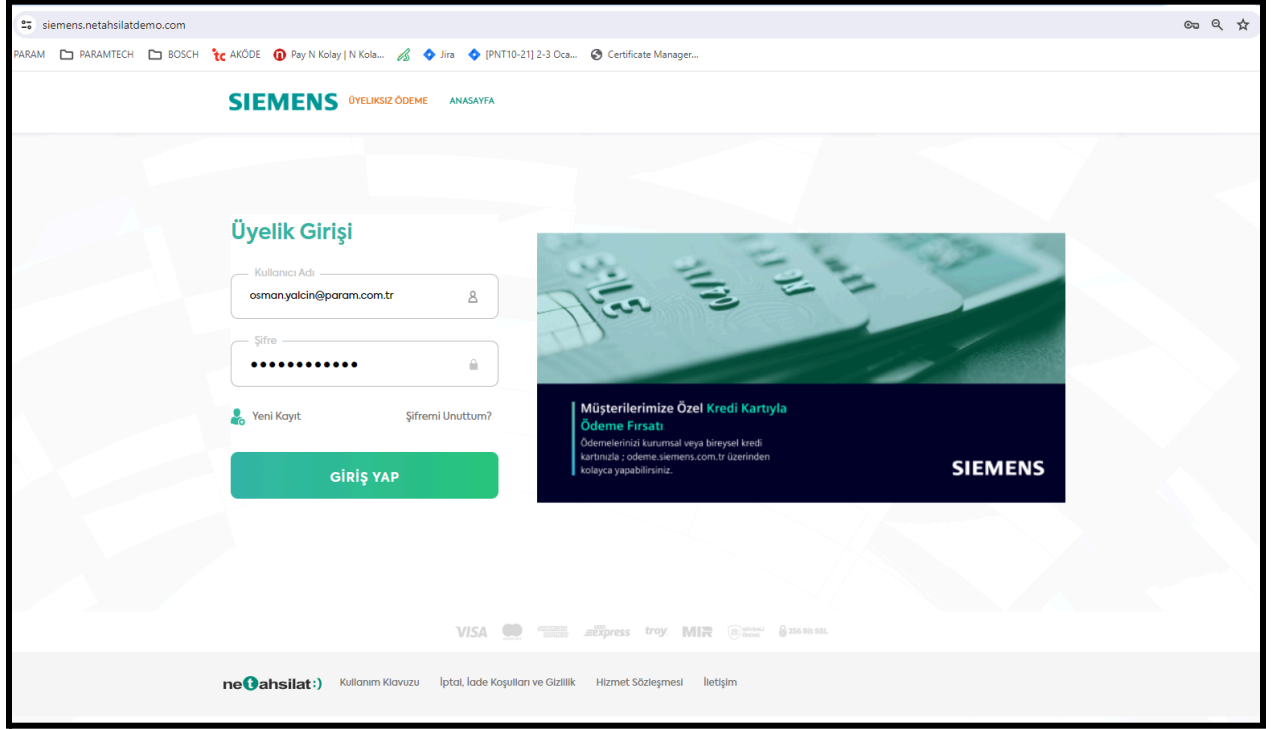 siemens.netahsilatdemo.com
PARAM PARAMTECH BOSCH tc AKÖDE Pay N Kolay | N Kola... Jira [PNT10-21] 2-3 Oca... Certificate Manager...
SIEMENS ÜYELIKSIZ ÖDEME ANASAYFA
Üyelik Girişi
Kullanıcı Adı
osman.yalcin@param.com.tr
Şifre
••••••••••••
Yeni Kayıt Şifremi Unuttum?
GİRİŞ YAP
Müşterilerimize Özel Kredi Kartıyla
Ödeme Fırsatı
Ödemelerinizi kurumsal veya bireysel kredi
kartınızla ; odeme.siemens.com.tr üzerinden
kolayca yapabilirsiniz.
SIEMENS
VISA express troy MIR 256 Bit SSL
netahsilat:) Kullanım Klavuzu İptal, İade Koşulları ve Gizlilik Hizmet Sözleşmesi İletişim